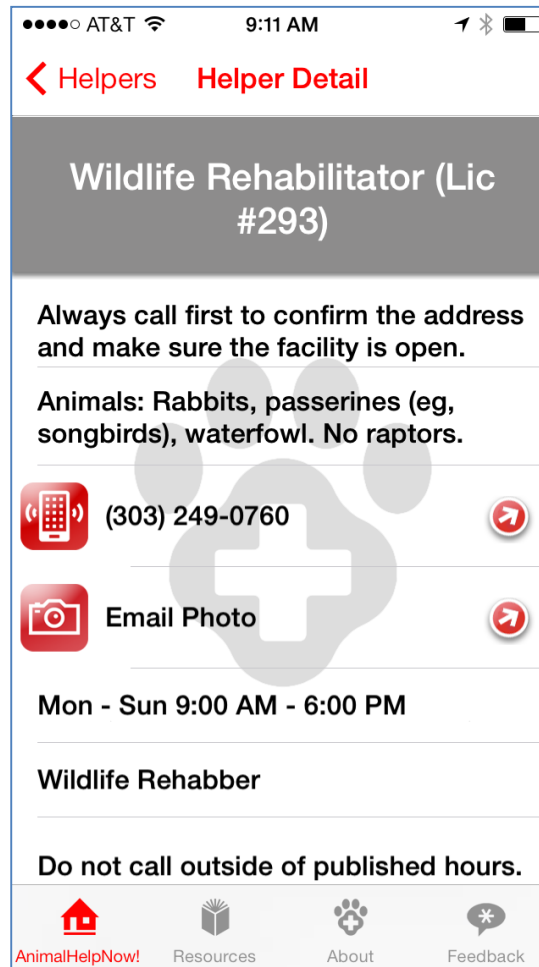 AT&T 9:11 AM
Helpers Helper Detail
Wildlife Rehabilitator (Lic
#293)
Always call first to confirm the address
and make sure the facility is open.
Animals: Rabbits, passerines (eg,
songbirds), waterfowl. No raptors.
(303) 249-0760
Email Photo
Mon - Sun 9:00 AM - 6:00 PM
Wildlife Rehabber
Do not call outside of published hours.
AnimalHelpNow! Resources About Feedback